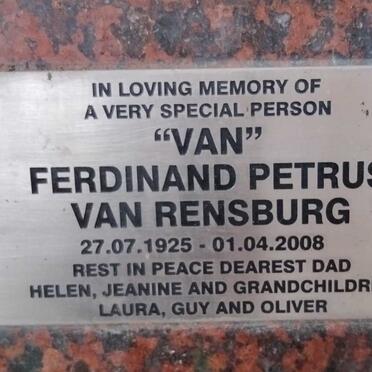 IN LOVING MEMORY OF
A VERY SPECIAL PERSON
“VAN”
FERDINAND PETRUS
VAN RENSBURG
27.07.1925 - 01.04.2008
REST IN PEACE DEAREST DAD
HELEN, JEANINE AND GRANDCHILDR
LAURA, GUY AND OLIVER